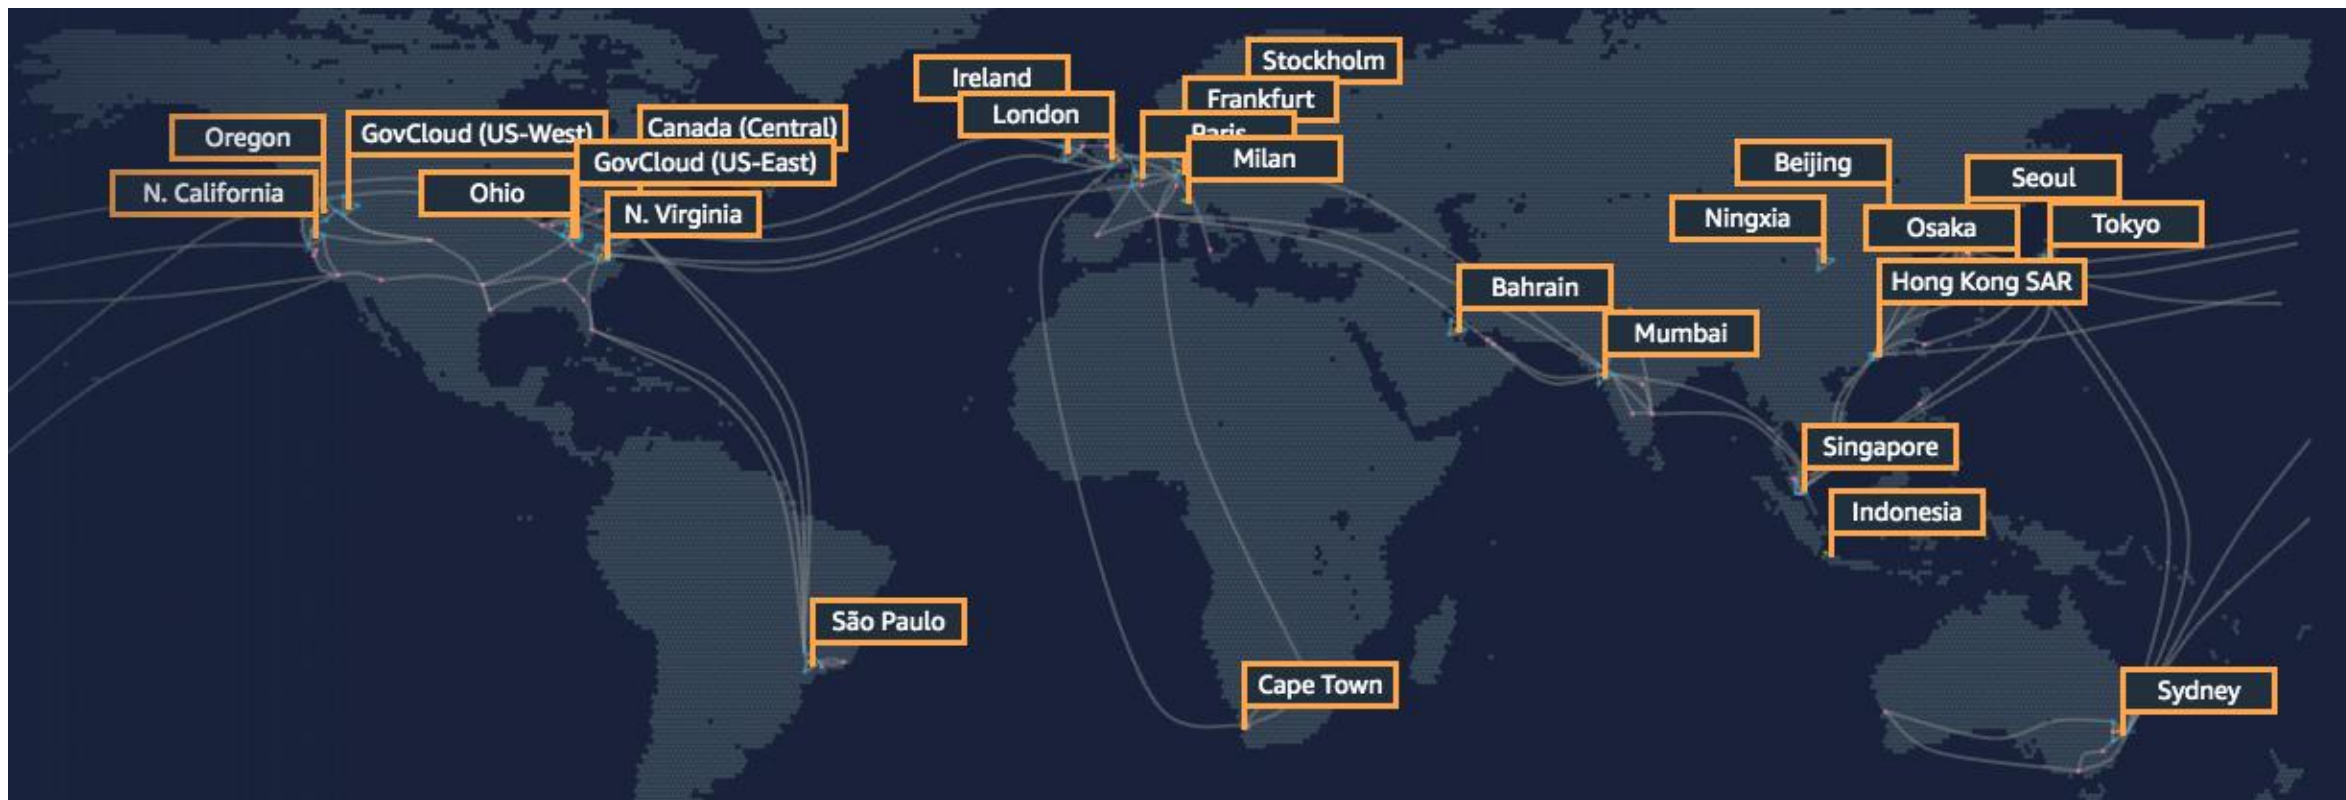 Stockholm
Ireland
Frankfurt
London
Paris
Oregon
GovCloud (US-West)
Canada (Central)
GovCloud (US-East)
Milan
Beijing
Seoul
N. California
Ohio
N. Virginia
Ningxia
Osaka
Tokyo
Bahrain
Hong Kong SAR
Mumbai
Singapore
Indonesia
São Paulo
Cape Town
Sydney